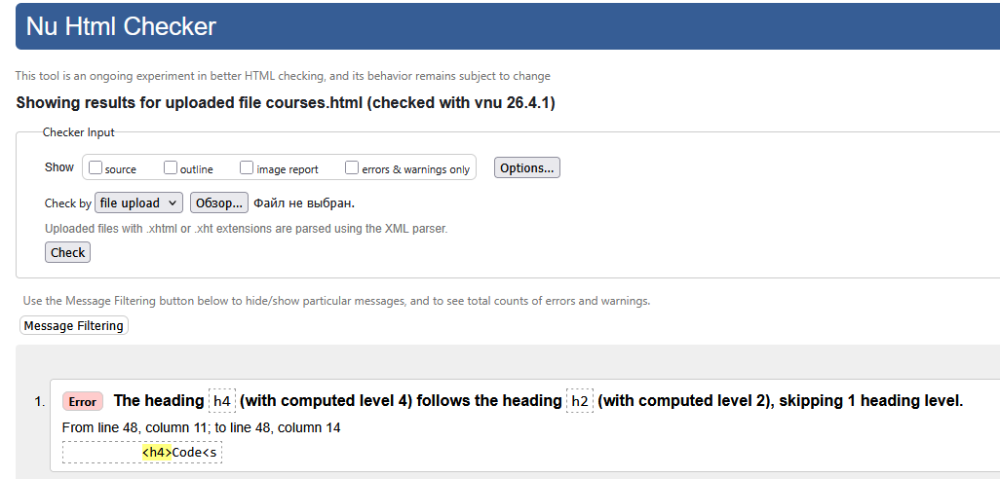 Nu Html Checker
This tool is an ongoing experiment in better HTML checking, and its behavior remains subject to change
Showing results for uploaded file courses.html (checked with vnu 26.4.1)
Checker Input
Show source outline image report errors & warnings only Options...
Check by file upload Обзор... Файл не выбран.
Uploaded files with .xhtml or .xht extensions are parsed using the XML parser.
Check
Use the Message Filtering button below to hide/show particular messages, and to see total counts of errors and warnings.
Message Filtering
1. Error The heading h4 (with computed level 4) follows the heading h2 (with computed level 2), skipping 1 heading level.
From line 48, column 11; to line 48, column 14
<h4>Code<s